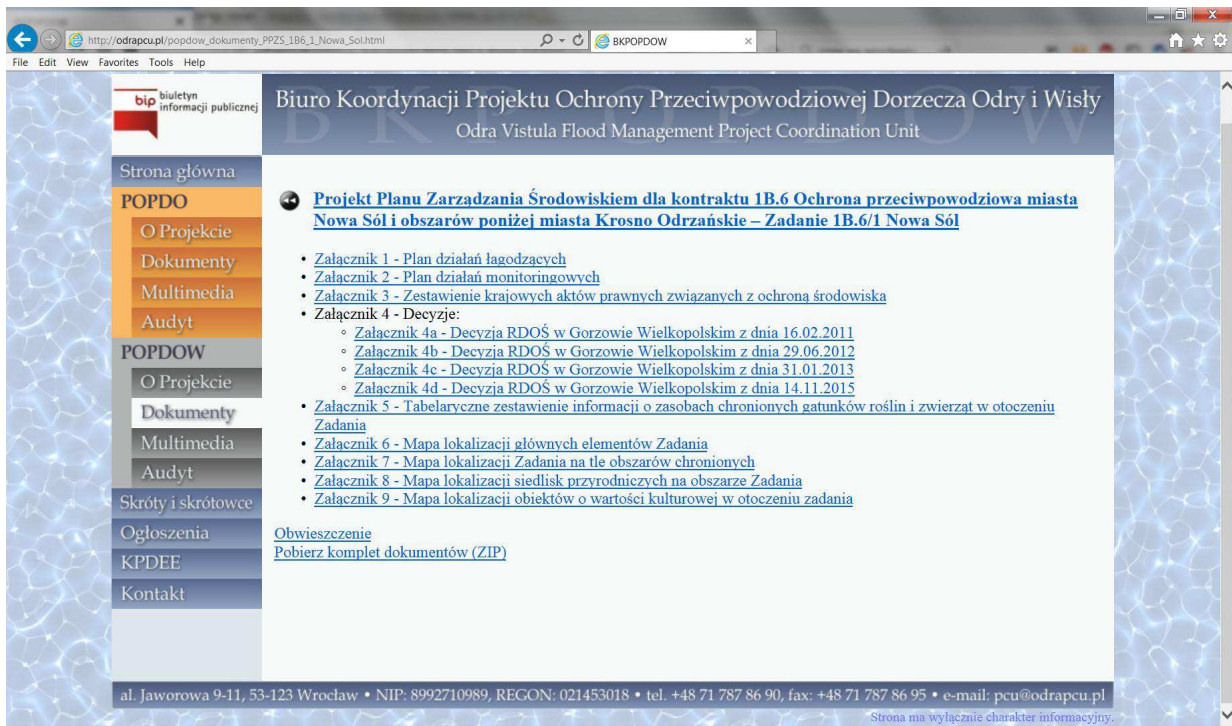 http://odrapcu.pl/popdow_dokumenty_PPZS_1B6_1_Nowa_Sol.html
BKPOPDOW
File Edit View Favorites Tools Help
bip biuletyn informacji publicznej
Biuro Koordynacji Projektu Ochrony Przeciwpowodziowej Dorzecza Odry i Wisły
BKP OPDOW
Odra Vistula Flood Management Project Coordination Unit
Strona główna
POPDO
O Projekcie
Dokumenty
Multimedia
Audyt
POPDOW
O Projekcie
Dokumenty
Multimedia
Audyt
Skróty i skrótowce
Ogłoszenia
KPDEE
Kontakt
Projekt Planu Zarządzania Środowiskiem dla kontraktu 1B.6 Ochrona przeciwpowodziowa miasta
Nowa Sól i obszarów poniżej miasta Krosno Odrzańskie – Zadanie 1B.6/1 Nowa Sól
• Załącznik 1 - Plan działań łagodzących
• Załącznik 2 - Plan działań monitoringowych
• Załącznik 3 - Zestawienie krajowych aktów prawnych związanych z ochroną środowiska
• Załącznik 4 - Decyzje:
◦ Załącznik 4a - Decyzja RDOŚ w Gorzowie Wielkopolskim z dnia 16.02.2011
◦ Załącznik 4b - Decyzja RDOŚ w Gorzowie Wielkopolskim z dnia 29.06.2012
◦ Załącznik 4c - Decyzja RDOŚ w Gorzowie Wielkopolskim z dnia 31.01.2013
◦ Załącznik 4d - Decyzja RDOŚ w Gorzowie Wielkopolskim z dnia 14.11.2015
• Załącznik 5 - Tabelaryczne zestawienie informacji o zasobach chronionych gatunków roślin i zwierząt w otoczeniu
Zadania
• Załącznik 6 - Mapa lokalizacji głównych elementów Zadania
• Załącznik 7 - Mapa lokalizacji Zadania na tle obszarów chronionych
• Załącznik 8 - Mapa lokalizacji siedlisk przyrodniczych na obszarze Zadania
• Załącznik 9 - Mapa lokalizacji obiektów o wartości kulturowej w otoczeniu zadania
Obwieszczenie
Pobierz komplet dokumentów (ZIP)
al. Jaworowa 9-11, 53-123 Wrocław • NIP: 8992710989, REGON: 021453018 • tel. +48 71 787 86 90, fax: +48 71 787 86 95 • e-mail: pcu@odrapcu.pl
Strona ma wyłącznie charakter informacyjny.